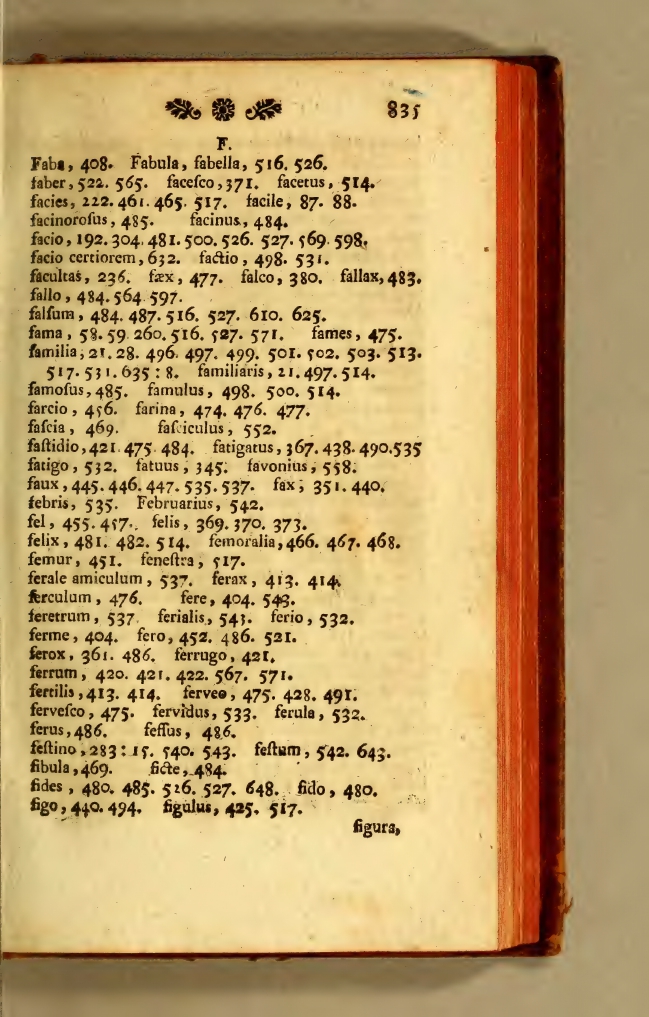 835
F.
Faba, 408. Fabula, fabella, 516. 526.
faber, 522. 565. faceſco, 371. facetus, 514.
facies, 222. 461. 465. 517. facile, 87. 88.
facinoroſus, 485. facinus, 484.
facio, 192. 304. 481. 500. 526. 527. 569. 598.
facio certiorem, 632. factio, 498. 531.
facultas, 236. fæx, 477. falco, 380. fallax, 483.
fallo, 484. 564 597.
falſum, 484. 487. 516. 527. 610. 625.
fama, 58. 59. 260. 516. 527. 571. fames, 475.
familia, 21. 28. 496. 497. 499. 501. 502. 503. 513.
517. 531. 635 : 8. familiaris, 21. 497. 514.
famoſus, 485. famulus, 498. 500. 514.
farcio, 456. farina, 474. 476. 477.
faſcia, 469. faſciculus, 552.
faſtidio, 421. 475. 484. fatigatus, 367. 438. 490. 535
fatigo, 532. fatuus, 345. favonius, 558.
faux, 445. 446. 447. 535. 537. fax, 351. 440.
febris, 535. Februarius, 542.
fel, 455. 457. felis, 369. 370. 373.
felix, 481. 482. 514. femoralia, 466. 467. 468.
femur, 451. feneſtra, 517.
ferale amiculum, 537. ferax, 413. 414.
ferculum, 476. fere, 404. 543.
feretrum, 537. ferialis, 543. ferio, 532.
ferme, 404. fero, 452. 486. 521.
ferox, 361. 486. ferrugo, 421.
ferrum, 420. 421. 422. 567. 571.
fertilis, 413. 414. ferveo, 475. 428. 491.
ferveſco, 475. fervidus, 533. ferula, 532.
ferus, 486. feſſus, 486.
feſtino, 283 : 15. 540. 543. feſtum, 542. 643.
fibula, 469. ficte, 484.
fides, 480. 485. 526. 527. 648. fido, 480.
figo, 440. 494. figulus, 425. 517.
figura,